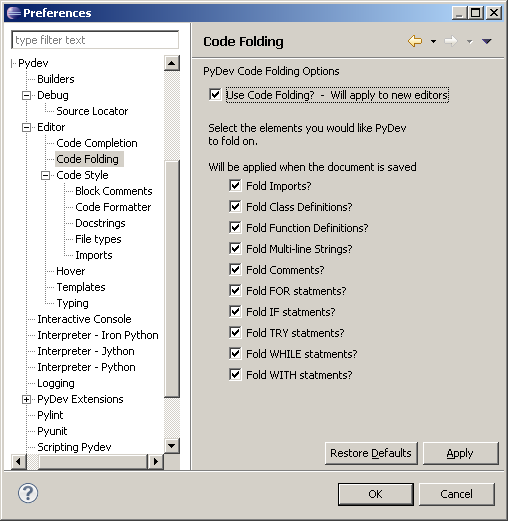 Preferences
type filter text
Pydev
Builders
Debug
Source Locator
Editor
Code Completion
Code Folding
Code Style
Block Comments
Code Formatter
Docstrings
File types
Imports
Hover
Templates
Typing
Interactive Console
Interpreter - Iron Python
Interpreter - Jython
Interpreter - Python
Logging
PyDev Extensions
Pylint
Pyunit
Scripting Pydev
Code Folding
PyDev Code Folding Options
Use Code Folding?  -  Will apply to new editors
Select the elements you would like PyDev
to fold on.
Will be applied when the document is saved
Fold Imports?
Fold Class Definitions?
Fold Function Definitions?
Fold Multi-line Strings?
Fold Comments?
Fold FOR statments?
Fold IF statments?
Fold TRY statments?
Fold WHILE statments?
Fold WITH statments?
Restore Defaults
Apply
?
OK
Cancel